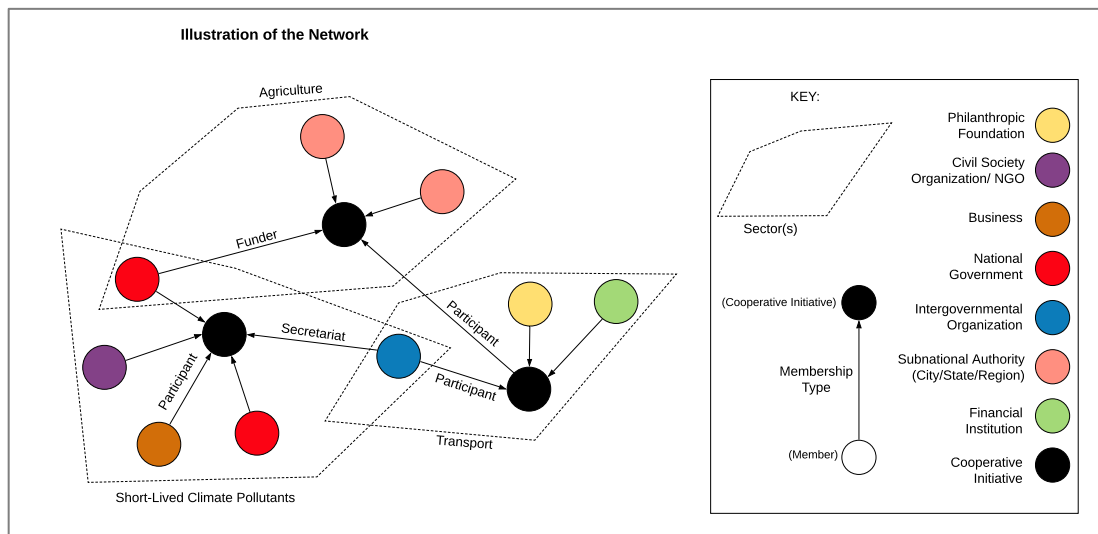 Illustration of the Network
Agriculture
Funder
Participant
Secretariat
Participant
Participant
Transport
Short-Lived Climate Pollutants
KEY:
Sector(s)
(Cooperative Initiative)
Membership
Type
(Member)
Philanthropic
Foundation
Civil Society
Organization/ NGO
Business
National
Government
Intergovernmental
Organization
Subnational Authority
(City/State/Region)
Financial
Institution
Cooperative
Initiative